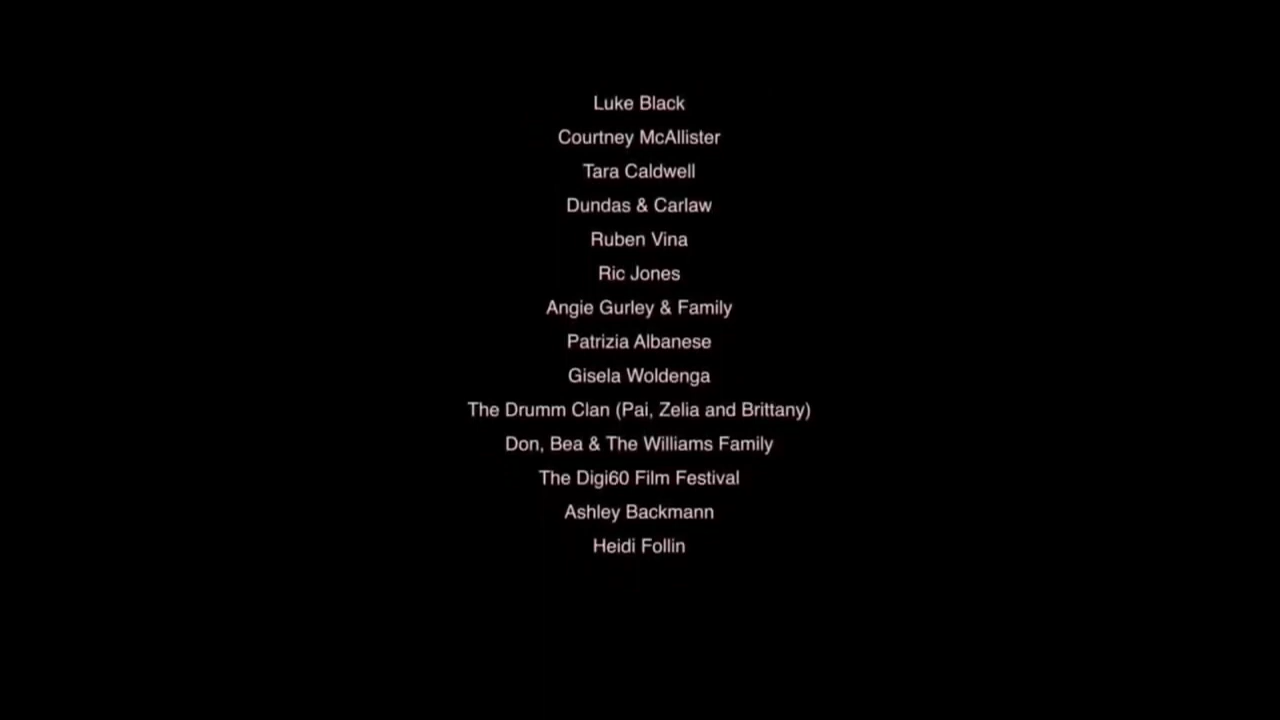 Luke Black
Courtney McAllister
Tara Caldwell
Dundas & Carlaw
Ruben Vina
Ric Jones
Angie Gurley & Family
Patrizia Albanese
Gisela Woldenga
The Drumm Clan (Pai, Zelia and Brittany)
Don, Bea & The Williams Family
The Digi60 Film Festival
Ashley Backmann
Heidi Follin